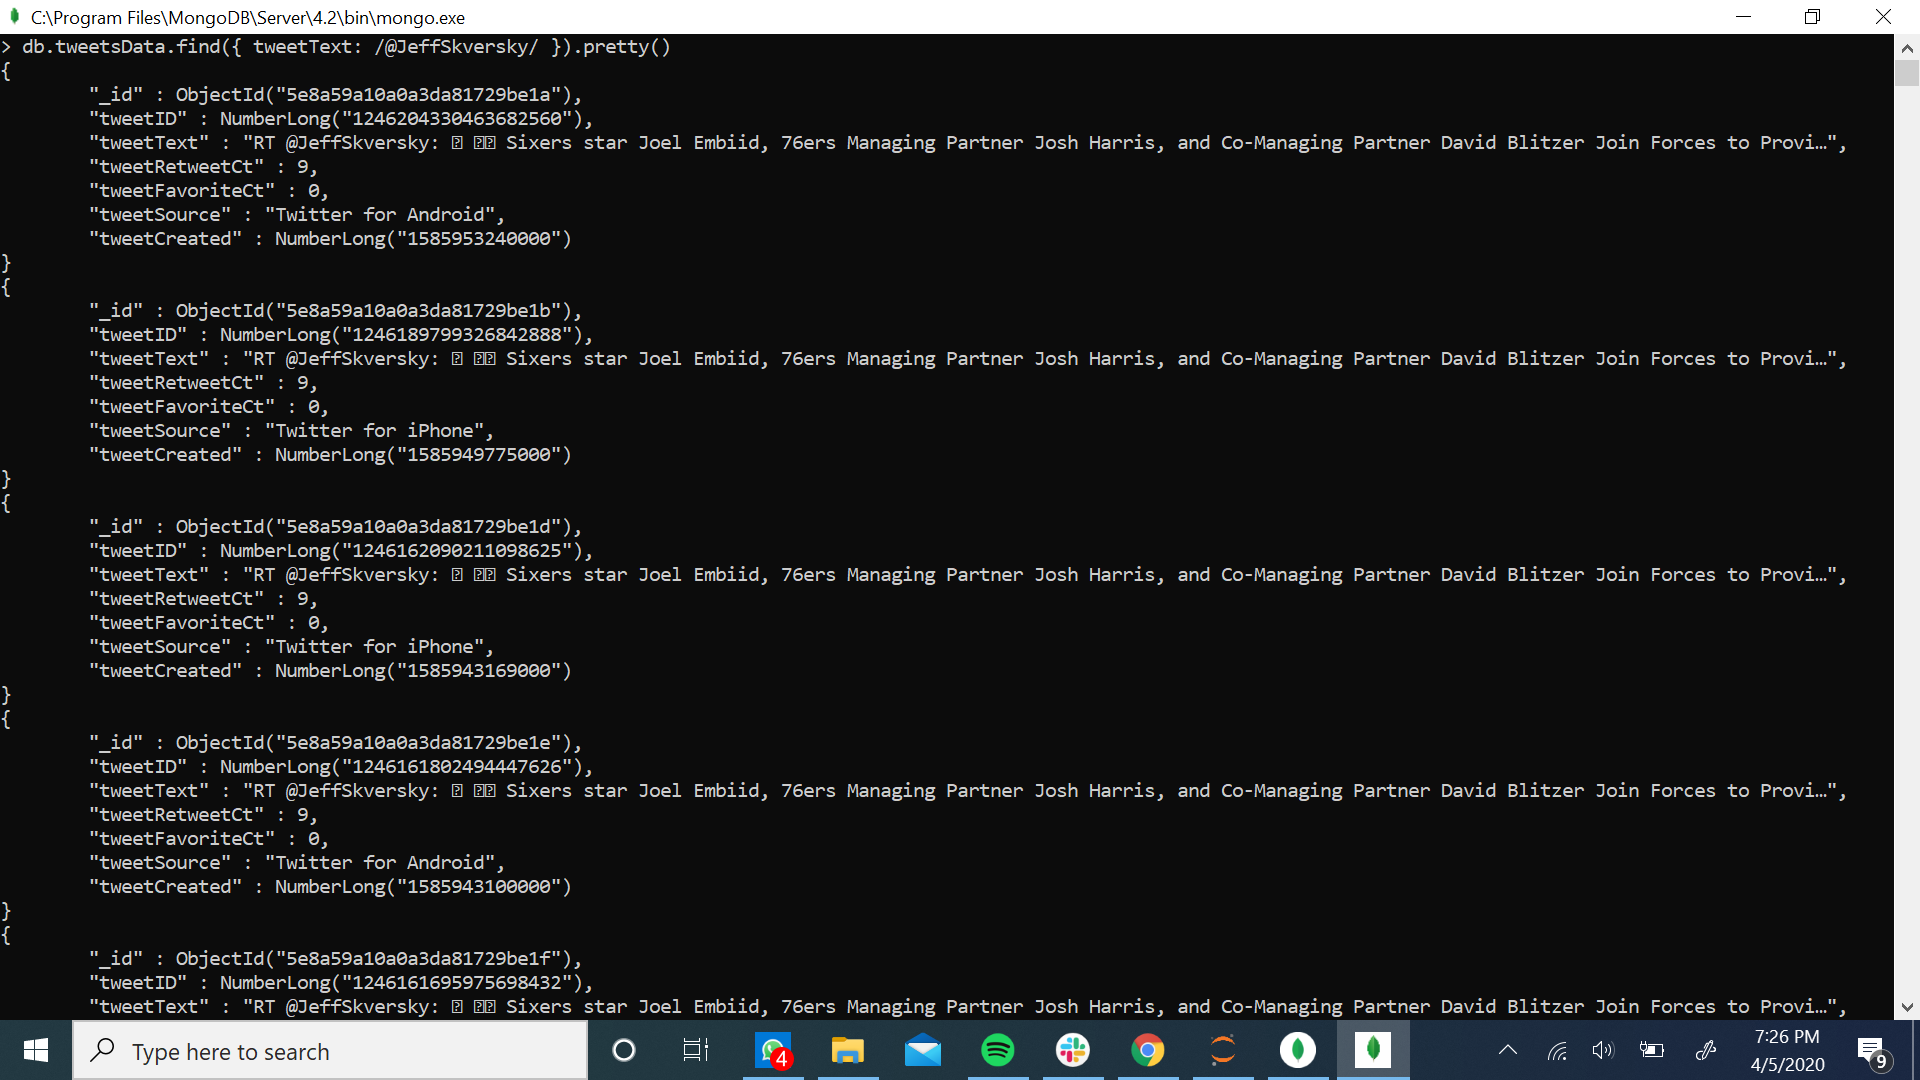 C:\Program Files\MongoDB\Server\4.2\bin\mongo.exe
> db.tweetsData.find({ tweetText: /@JeffSkversky/ }).pretty()
{
"_id" : ObjectId("5e8a59a10a0a3da81729be1a"),
"tweetID" : NumberLong("1246204330463682560"),
"tweetText" : "RT @JeffSkversky: � �� Sixers star Joel Embiid, 76ers Managing Partner Josh Harris, and Co-Managing Partner David Blitzer Join Forces to Provi…",
"tweetRetweetCt" : 9,
"tweetFavoriteCt" : 0,
"tweetSource" : "Twitter for Android",
"tweetCreated" : NumberLong("1585953240000")
}
{
"_id" : ObjectId("5e8a59a10a0a3da81729be1b"),
"tweetID" : NumberLong("1246189799326842888"),
"tweetText" : "RT @JeffSkversky: � �� Sixers star Joel Embiid, 76ers Managing Partner Josh Harris, and Co-Managing Partner David Blitzer Join Forces to Provi…",
"tweetRetweetCt" : 9,
"tweetFavoriteCt" : 0,
"tweetSource" : "Twitter for iPhone",
"tweetCreated" : NumberLong("1585949775000")
}
{
"_id" : ObjectId("5e8a59a10a0a3da81729be1d"),
"tweetID" : NumberLong("1246162090211098625"),
"tweetText" : "RT @JeffSkversky: � �� Sixers star Joel Embiid, 76ers Managing Partner Josh Harris, and Co-Managing Partner David Blitzer Join Forces to Provi…",
"tweetRetweetCt" : 9,
"tweetFavoriteCt" : 0,
"tweetSource" : "Twitter for iPhone",
"tweetCreated" : NumberLong("1585943169000")
}
{
"_id" : ObjectId("5e8a59a10a0a3da81729be1e"),
"tweetID" : NumberLong("1246161802494447626"),
"tweetText" : "RT @JeffSkversky: � �� Sixers star Joel Embiid, 76ers Managing Partner Josh Harris, and Co-Managing Partner David Blitzer Join Forces to Provi…",
"tweetRetweetCt" : 9,
"tweetFavoriteCt" : 0,
"tweetSource" : "Twitter for Android",
"tweetCreated" : NumberLong("1585943100000")
}
{
"_id" : ObjectId("5e8a59a10a0a3da81729be1f"),
"tweetID" : NumberLong("1246161695975698432"),
"tweetText" : "RT @JeffSkversky: � �� Sixers star Joel Embiid, 76ers Managing Partner Josh Harris, and Co-Managing Partner David Blitzer Join Forces to Provi…",
Type here to search
4
7:26 PM
4/5/2020
9